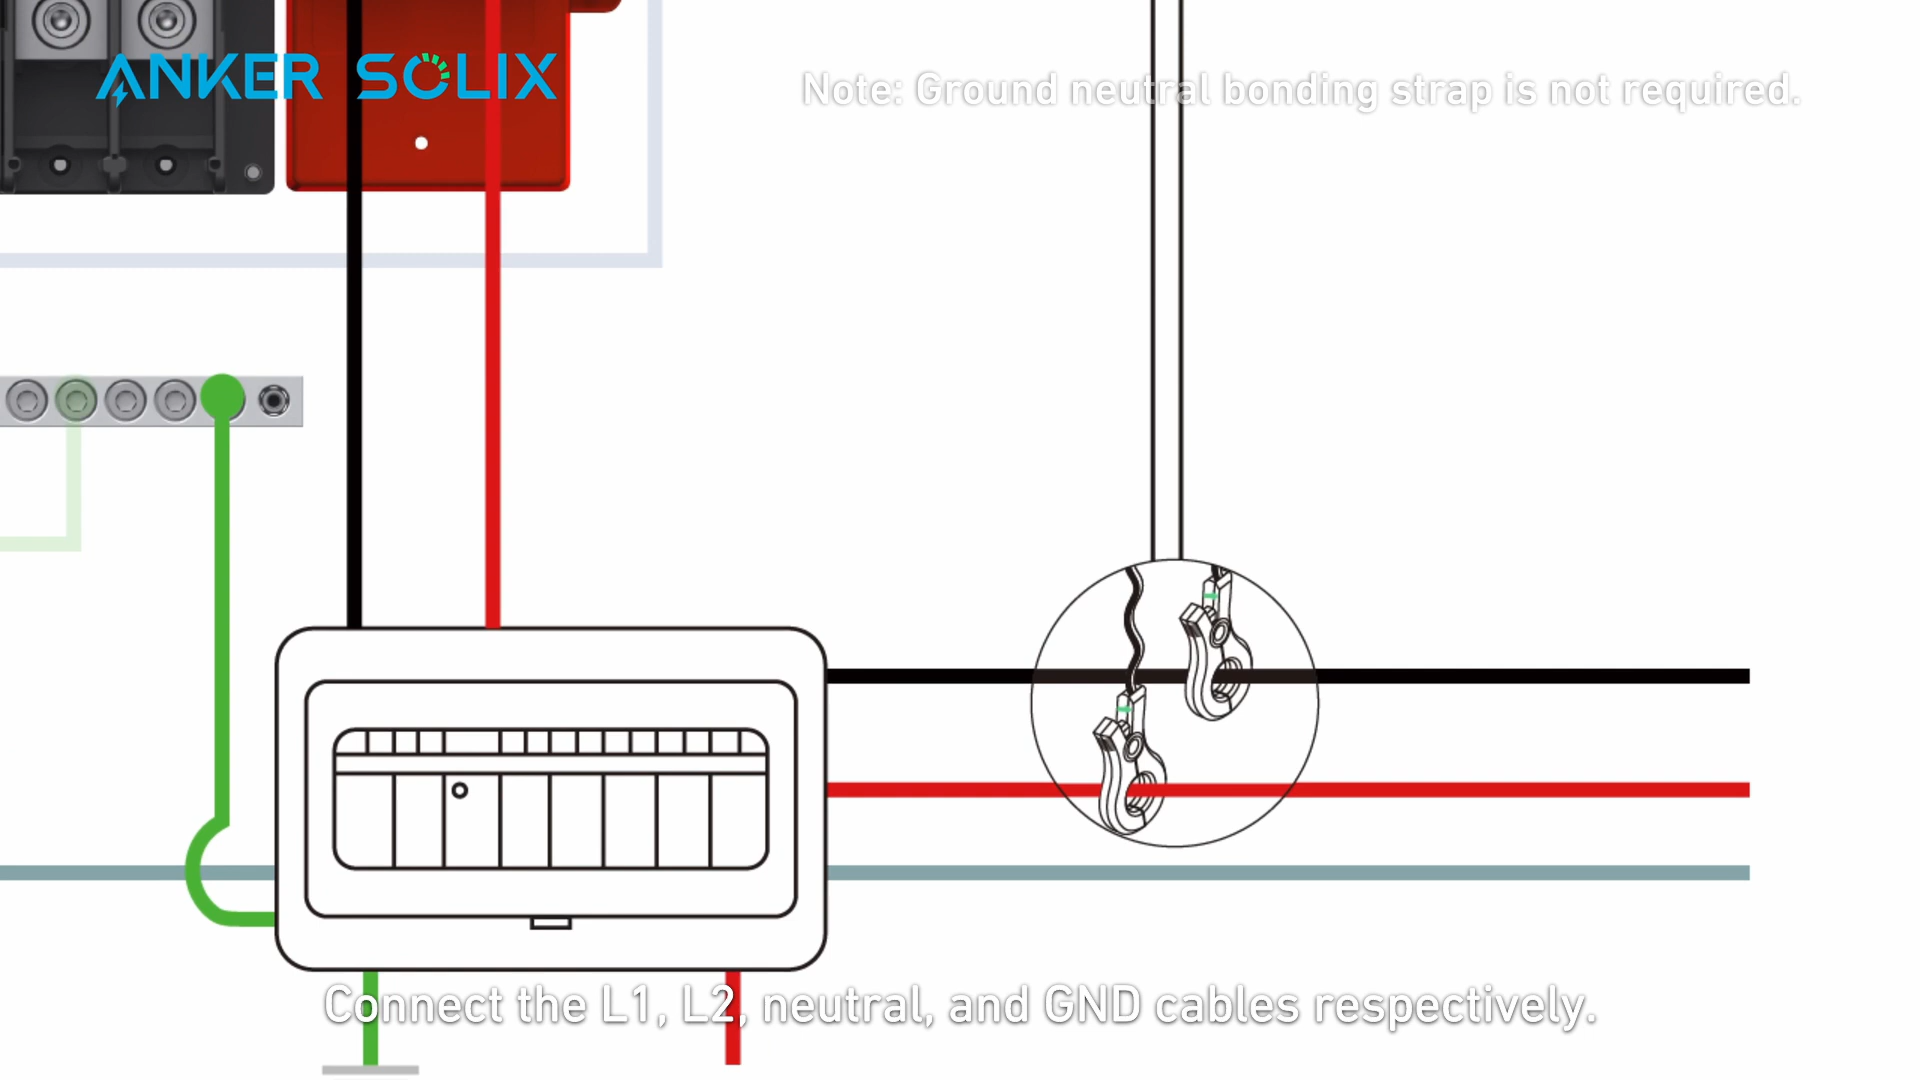 ANKER SOLIX
Note: Ground neutral bonding strap is not required.
Connect the L1, L2, neutral, and GND cables respectively.